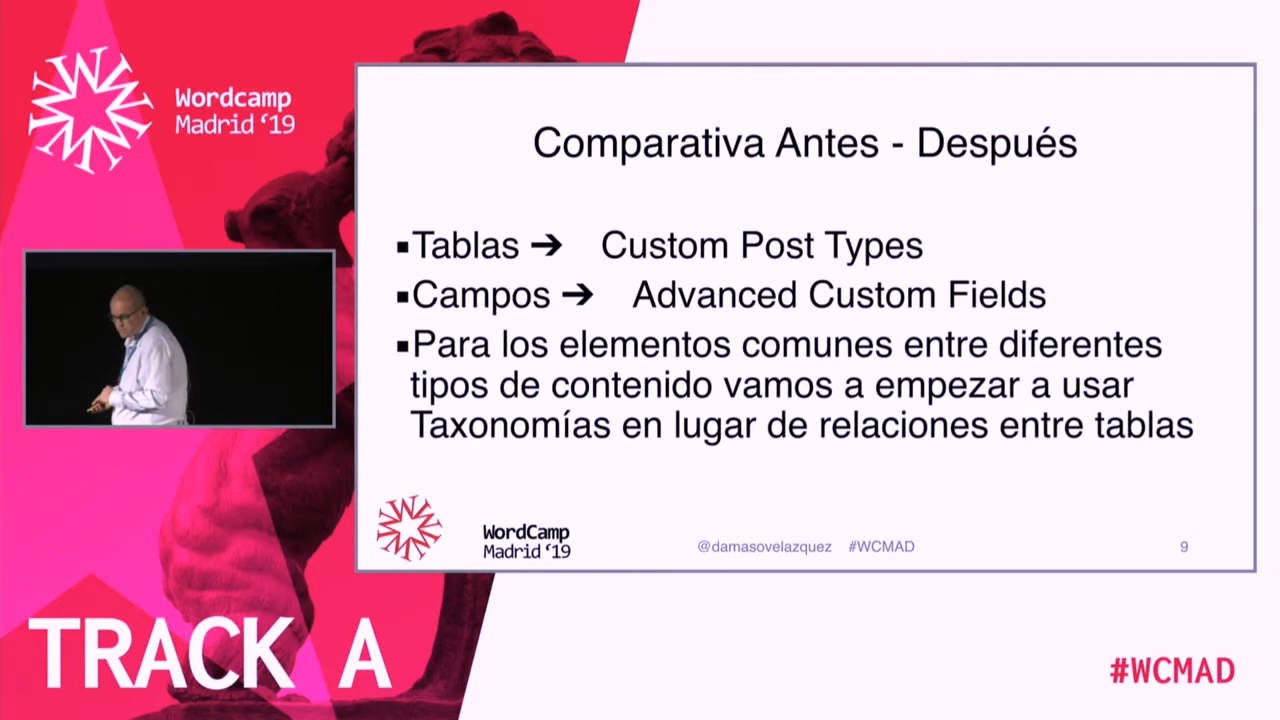 Wordcamp
Madrid ‘19
Comparativa Antes - Después
▪Tablas ➔ Custom Post Types
▪Campos ➔ Advanced Custom Fields
▪Para los elementos comunes entre diferentes
tipos de contenido vamos a empezar a usar
Taxonomías en lugar de relaciones entre tablas
WordCamp
Madrid ‘19
@damasovelazquez #WCMAD
9
TRACK A
#WCMAD